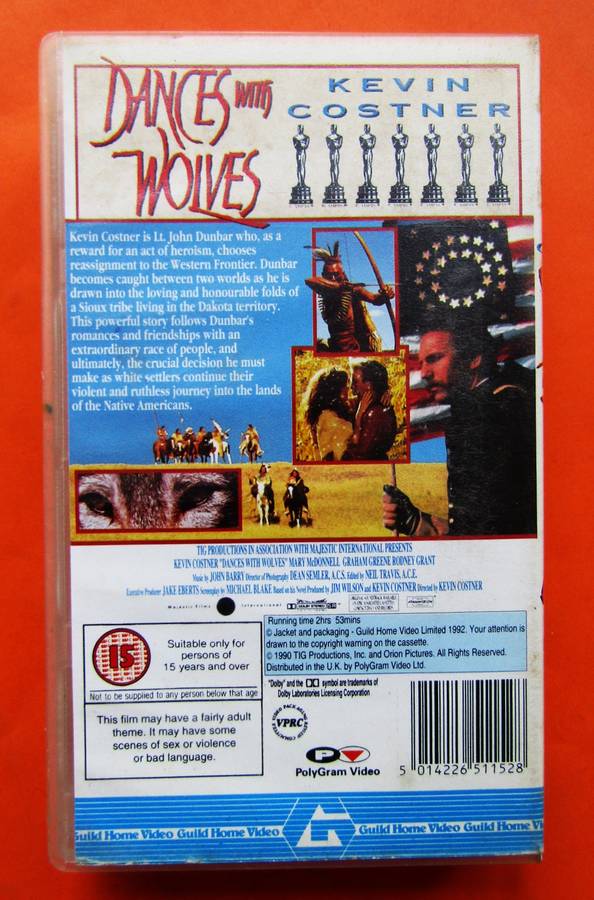 DANCES WITH
WOLVES
KEVIN
COSTNER
Kevin Costner is Lt. John Dunbar who, as a
reward for an act of heroism, chooses
reassignment to the Western Frontier. Dunbar
becomes caught between two worlds as he is
drawn into the loving and honourable folds of
a Sioux tribe living in the Dakota territory.
This powerful story follows Dunbar's
romances and friendships with an
extraordinary race of people, and
ultimately, the crucial decision he must
make as white settlers continue their
violent and ruthless journey into the lands
of the Native Americans.
TIG PRODUCTIONS IN ASSOCIATION WITH MAJESTIC INTERNATIONAL PRESENTS
KEVIN COSTNER "DANCES WITH WOLVES" MARY McDONNELL GRAHAM GREENE RODNEY GRANT
Music by JOHN BARRY Director of Photography DEAN SEMLER, A.C.S. Edited by NEIL TRAVIS, A.C.E.
Executive Producer JAKE EBERTS Screenplay by MICHAEL BLAKE Based on his Novel Produced by JIM WILSON and KEVIN COSTNER Directed by KEVIN COSTNER
Majestic Films International
DOLBY STEREO
15
Suitable only for
persons of
15 years and over
Not to be supplied to any person below that age
This film may have a fairly adult
theme. It may have some
scenes of sex or violence
or bad language.
Running time 2hrs 53mins
© Jacket and packaging - Guild Home Video Limited 1992. Your attention is
drawn to the copyright warning on the cassette.
© 1990 TIG Productions, Inc. and Orion Pictures. All Rights Reserved.
Distributed in the U.K. by PolyGram Video Ltd.
"Dolby" and the symbol are trademarks of
Dolby Laboratories Licensing Corporation
VIDEO PACKAGING REVIEW COMMITTEE
VPRC
PolyGram Video
5 014226 511528
Guild Home Video Guild Home Video G Guild Home Video Guild Home Vi